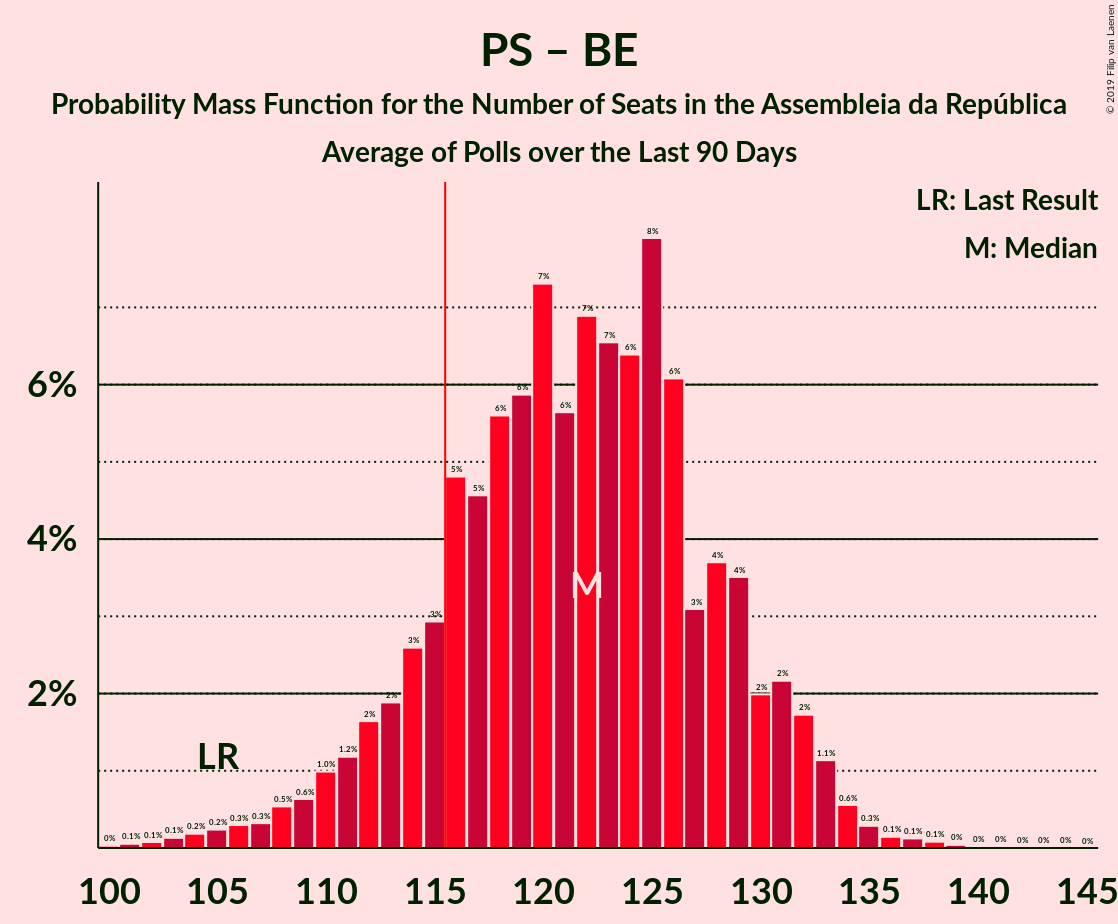 PS – BE
Probability Mass Function for the Number of Seats in the Assembleia da República
Average of Polls over the Last 90 Days
© 2019 Filip van Laenen
LR: Last Result
M: Median
6%
4%
2%
LR
M
0% 0.1% 0.1% 0.1% 0.2% 0.2% 0.3% 0.3% 0.5% 0.6% 1.0% 1.2% 2% 2% 3% 3% 5% 5% 6% 6% 7% 6% 7% 7% 6% 8% 6% 3% 4% 4% 2% 2% 2% 1.1% 0.6% 0.3% 0.1% 0.1% 0.1% 0% 0% 0% 0% 0% 0% 0%
100 105 110 115 120 125 130 135 140 145